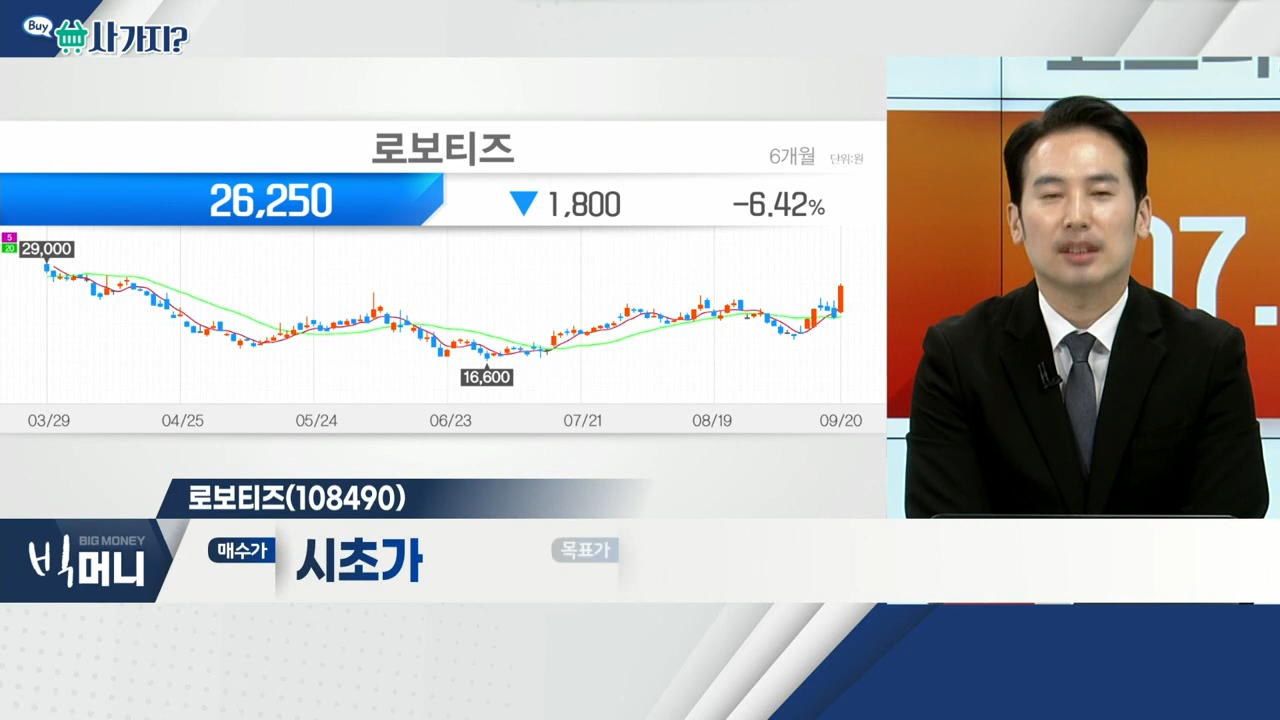 Buy 사가지?
로보티즈
6개월 단위:원
26,250 ▼ 1,800 -6.42%
5
20
29,000
16,600
03/29 04/25 05/24 06/23 07/21 08/19 09/20
07.
로보티즈(108490)
BIG MONEY
빅머니
매수가 시초가 목표가